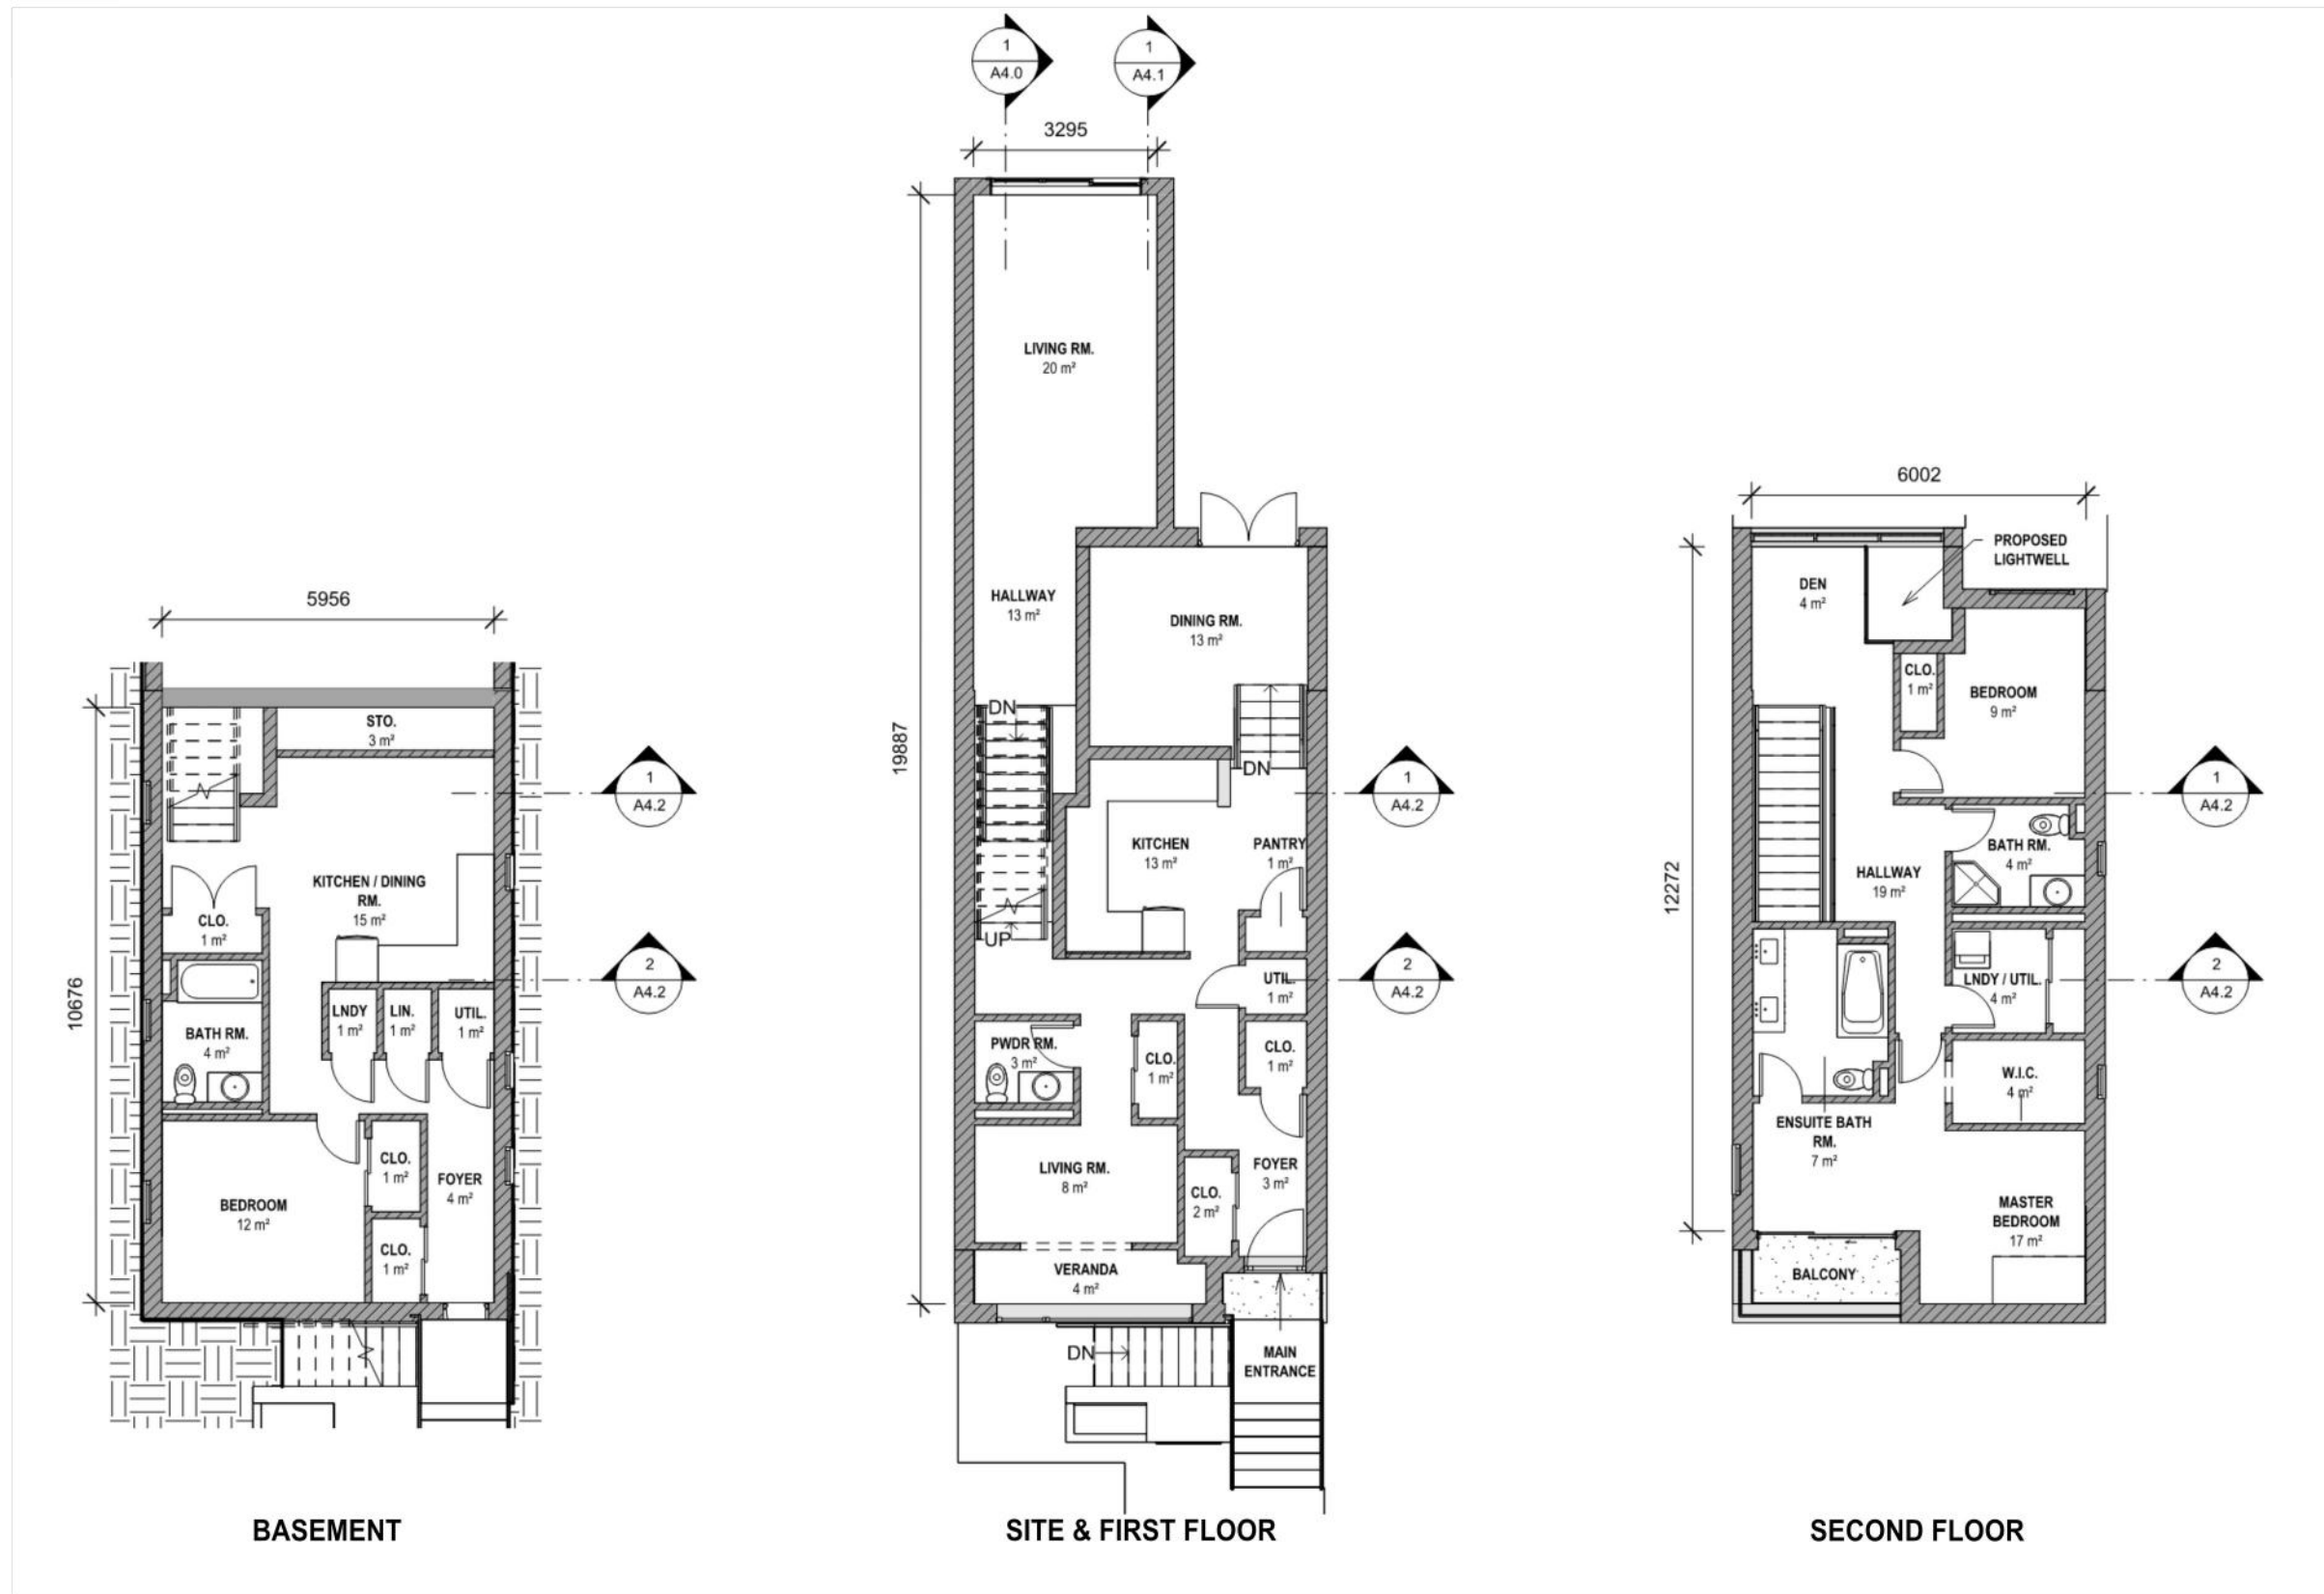 5956
10676
STO.
3 m²
KITCHEN / DINING
RM.
15 m²
CLO.
1 m²
BATH RM.
4 m²
LNDY
1 m²
LIN.
1 m²
UTIL.
1 m²
BEDROOM
12 m²
CLO.
1 m²
FOYER
4 m²
CLO.
1 m²
1
A4.2
2
A4.2
BASEMENT
1
A4.0
1
A4.1
3295
19887
LIVING RM.
20 m²
HALLWAY
13 m²
DINING RM.
13 m²
DN
DN
KITCHEN
13 m²
PANTRY
1 m²
UP
UTIL.
1 m²
PWDR RM.
3 m²
CLO.
1 m²
CLO.
1 m²
LIVING RM.
8 m²
FOYER
3 m²
CLO.
2 m²
VERANDA
4 m²
DN
MAIN
ENTRANCE
1
A4.2
2
A4.2
SITE & FIRST FLOOR
6002
12272
PROPOSED
LIGHTWELL
DEN
4 m²
CLO.
1 m²
BEDROOM
9 m²
BATH RM.
4 m²
HALLWAY
19 m²
LNDY / UTIL.
4 m²
W.I.C.
4 m²
ENSUITE BATH
RM.
7 m²
MASTER
BEDROOM
17 m²
BALCONY
1
A4.2
2
A4.2
SECOND FLOOR